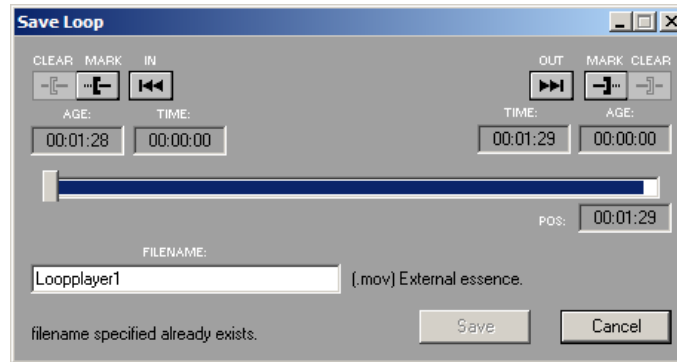 Save Loop
CLEAR MARK IN OUT MARK CLEAR
AGE: TIME: TIME: AGE:
00:01:28 00:00:00 00:01:29 00:00:00
POS: 00:01:29
FILENAME:
Loopplayer1 (.mov) External essence.
filename specified already exists. Save Cancel